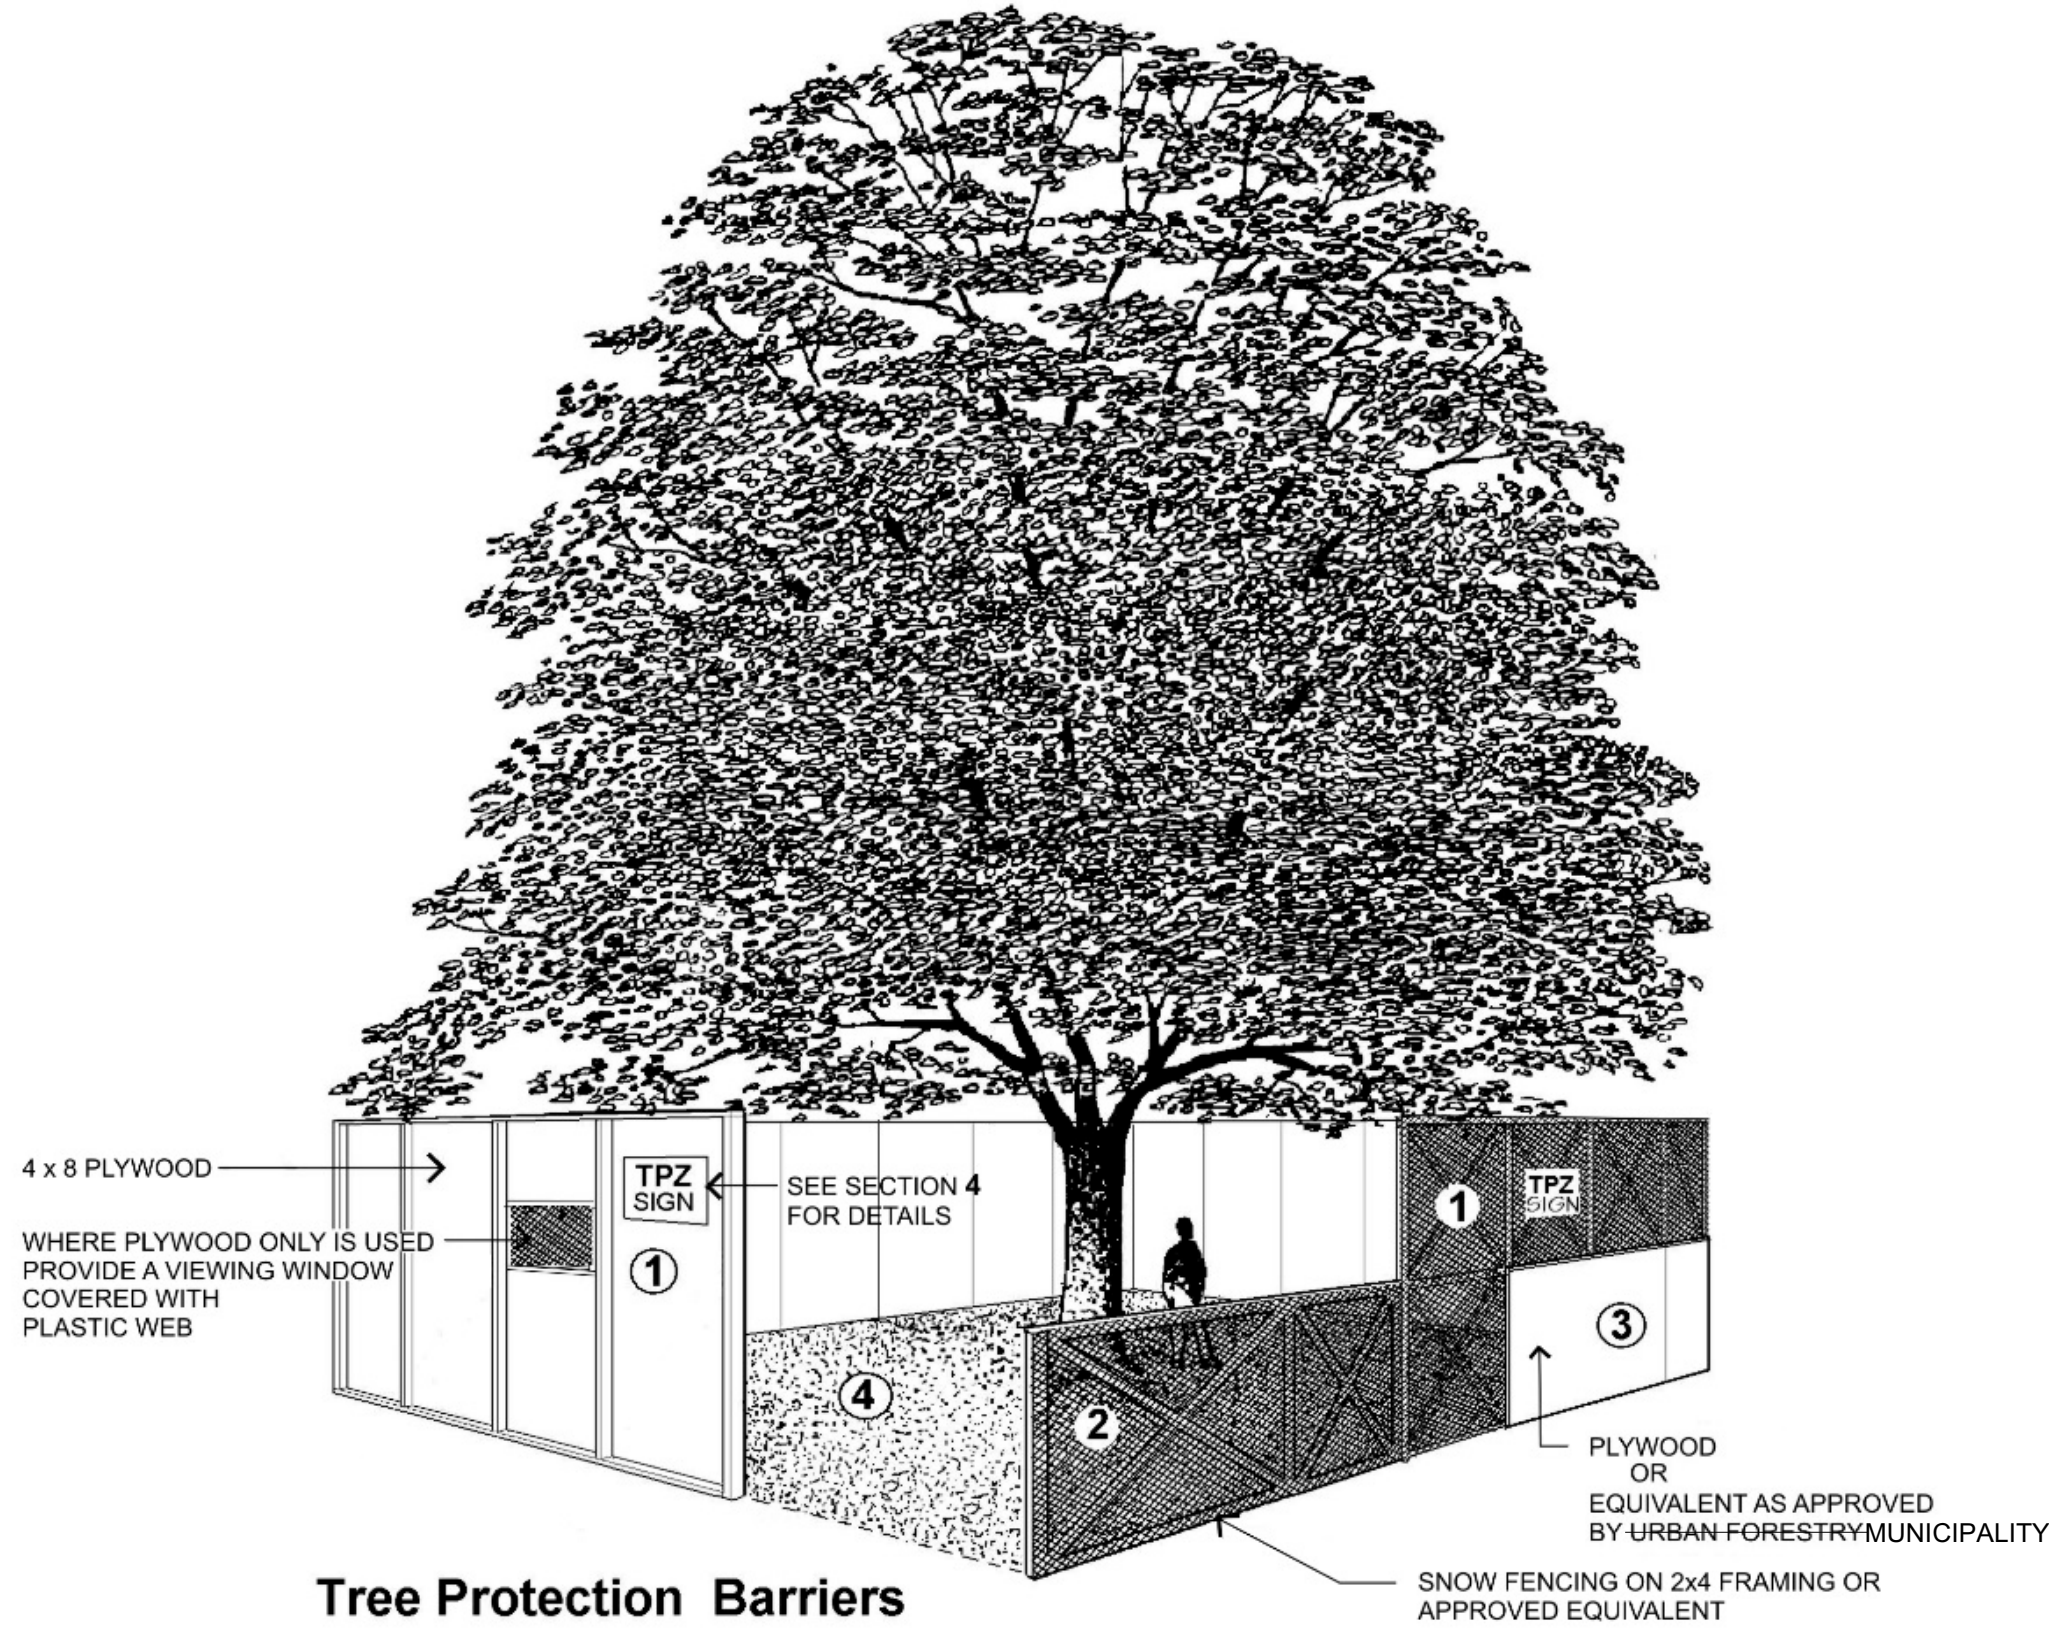 4 x 8 PLYWOOD
WHERE PLYWOOD ONLY IS USED
PROVIDE A VIEWING WINDOW
COVERED WITH
PLASTIC WEB
TPZ
SIGN
1
SEE SECTION 4
FOR DETAILS
1
TPZ
SIGN
3
4
2
PLYWOOD
OR
EQUIVALENT AS APPROVED
BY URBAN FORESTRY MUNICIPALITY
SNOW FENCING ON 2x4 FRAMING OR
APPROVED EQUIVALENT
Tree Protection Barriers